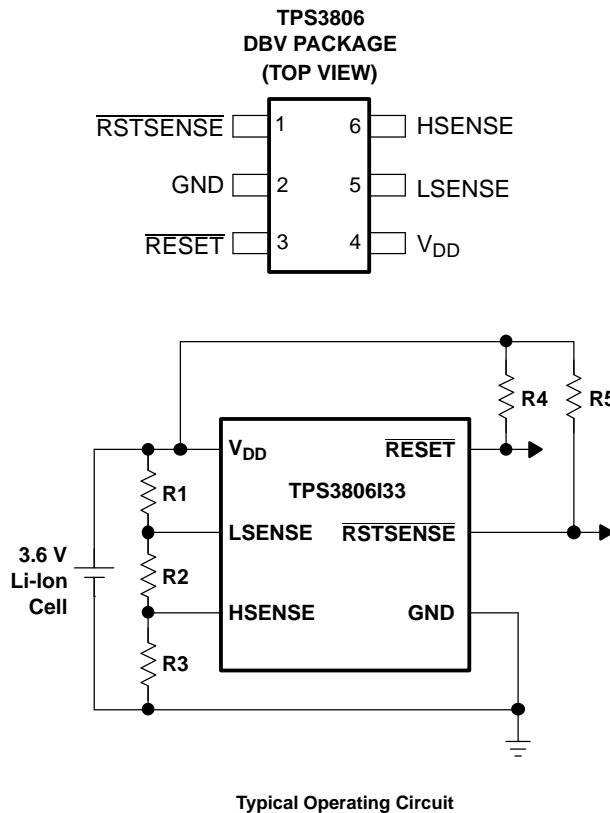 TPS3806
DBV PACKAGE
(TOP VIEW)
RSTSENSE 1 6 HSENSE
GND 2 5 LSENSE
RESET 3 4 VDD
R4 R5
VDD RESET
R1 TPS3806I33
LSENSE RSTSENSE
3.6 V
Li-Ion
Cell
R2
HSENSE GND
R3
Typical Operating Circuit